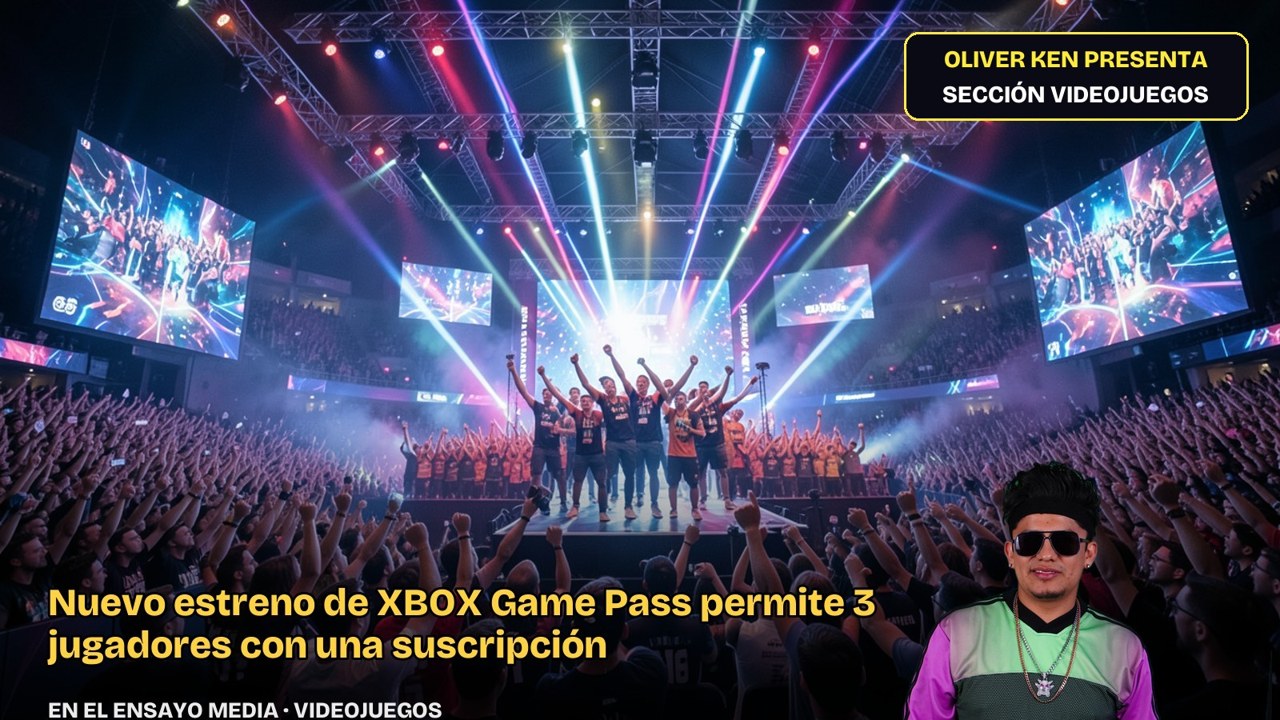 OLIVER KEN PRESENTA
SECCIÓN VIDEOJUEGOS
Nuevo estreno de XBOX Game Pass permite 3
jugadores con una suscripción
EN EL ENSAYO MEDIA · VIDEOJUEGOS